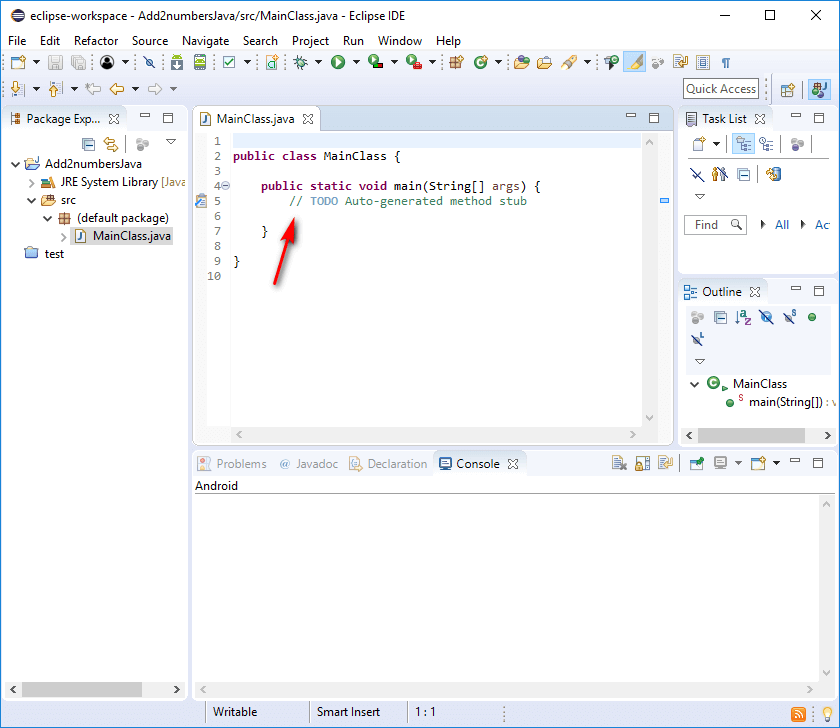 eclipse-workspace - Add2numbersJava/src/MainClass.java - Eclipse IDE
File Edit Refactor Source Navigate Search Project Run Window Help
Quick Access
Package Exp...
Add2numbersJava
JRE System Library [Java
src
(default package)
MainClass.java
test
MainClass.java
1
2 public class MainClass {
3
4 public static void main(String[] args) {
5 // TODO Auto-generated method stub
6
7 }
8
9 }
10
Task List
Find All Ac
Outline
MainClass
main(String[]) : v
Problems @ Javadoc Declaration Console
Android
Writable Smart Insert 1 : 1